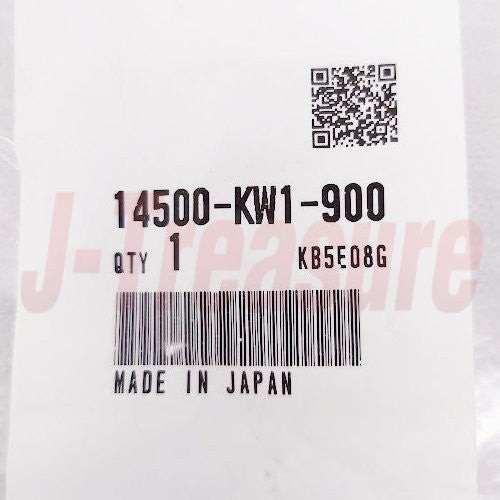 14500-KW1-900
J-Treasure
QTY 1 KB5E08G
MADE IN JAPAN